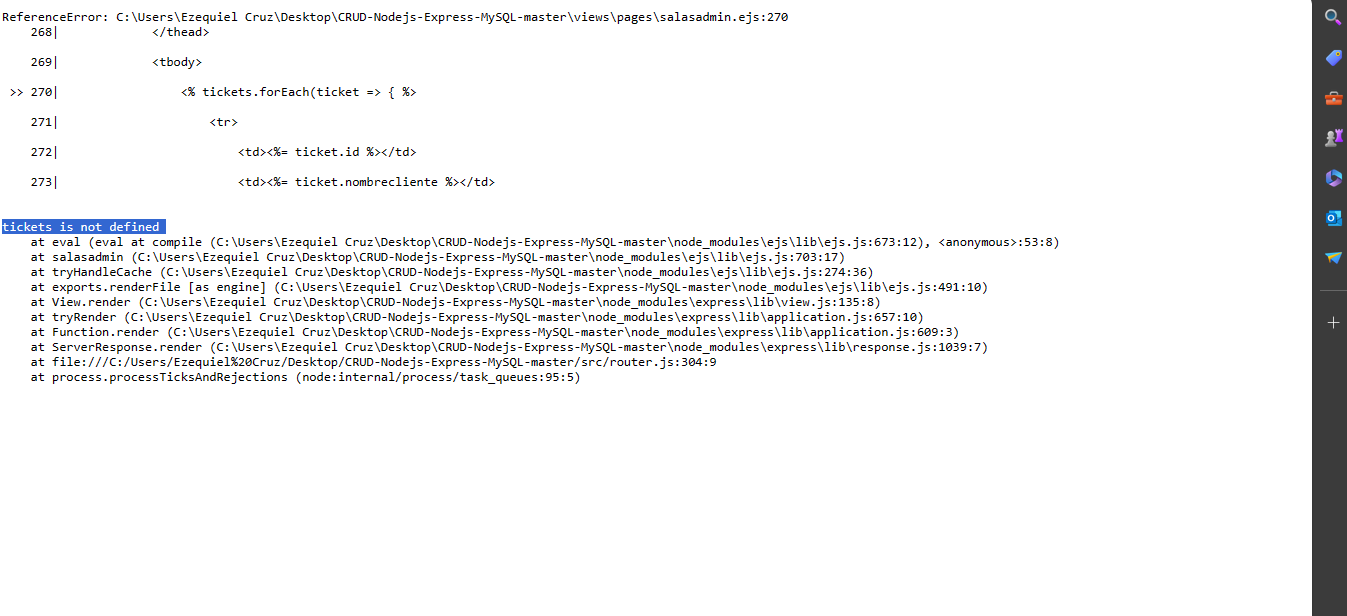 ReferenceError: C:\Users\Ezequiel Cruz\Desktop\CRUD-Nodejs-Express-MySQL-master\views\pages\salasadmin.ejs:270
268| </thead>
269| <tbody>
>> 270| <% tickets.forEach(ticket => { %>
271| <tr>
272| <td><%= ticket.id %></td>
273| <td><%= ticket.nombrecliente %></td>
tickets is not defined
at eval (eval at compile (C:\Users\Ezequiel Cruz\Desktop\CRUD-Nodejs-Express-MySQL-master\node_modules\ejs\lib\ejs.js:673:12), <anonymous>:53:8)
at salasadmin (C:\Users\Ezequiel Cruz\Desktop\CRUD-Nodejs-Express-MySQL-master\node_modules\ejs\lib\ejs.js:703:17)
at tryHandleCache (C:\Users\Ezequiel Cruz\Desktop\CRUD-Nodejs-Express-MySQL-master\node_modules\ejs\lib\ejs.js:274:36)
at exports.renderFile [as engine] (C:\Users\Ezequiel Cruz\Desktop\CRUD-Nodejs-Express-MySQL-master\node_modules\ejs\lib\ejs.js:491:10)
at View.render (C:\Users\Ezequiel Cruz\Desktop\CRUD-Nodejs-Express-MySQL-master\node_modules\express\lib\view.js:135:8)
at tryRender (C:\Users\Ezequiel Cruz\Desktop\CRUD-Nodejs-Express-MySQL-master\node_modules\express\lib\application.js:657:10)
at Function.render (C:\Users\Ezequiel Cruz\Desktop\CRUD-Nodejs-Express-MySQL-master\node_modules\express\lib\application.js:609:3)
at ServerResponse.render (C:\Users\Ezequiel Cruz\Desktop\CRUD-Nodejs-Express-MySQL-master\node_modules\express\lib\response.js:1039:7)
at file:///C:/Users/Ezequiel%20Cruz/Desktop/CRUD-Nodejs-Express-MySQL-master/src/router.js:304:9
at process.processTicksAndRejections (node:internal/process/task_queues:95:5)